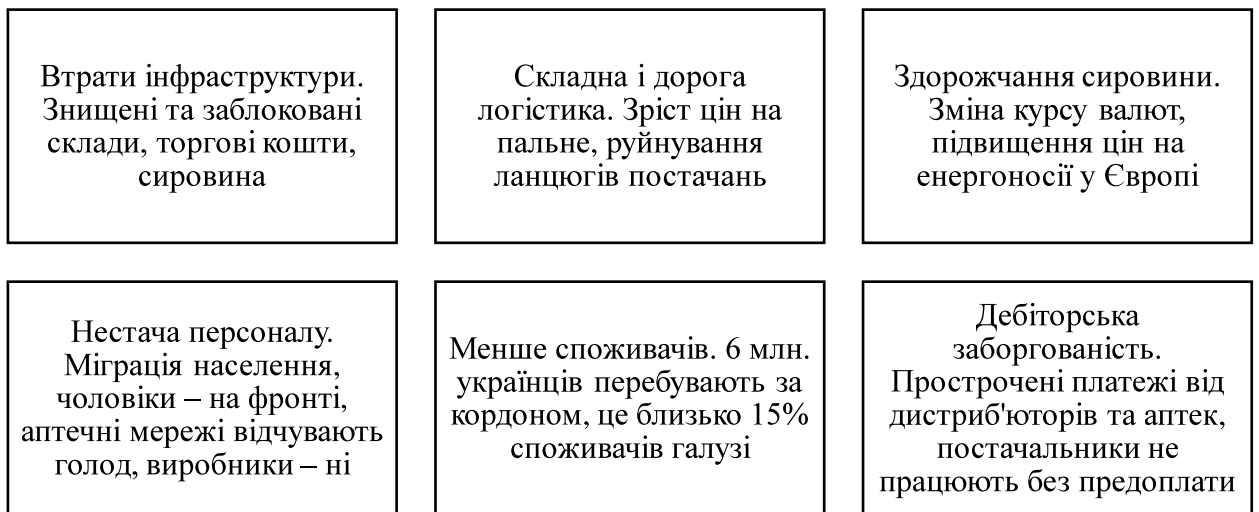 Втрати інфраструктури.
Знищені та заблоковані
склади, торгові кошти,
сировина
Складна і дорога
логістика. Зріст цін на
пальне, руйнування
ланцюгів постачань
Здорожчання сировини.
Зміна курсу валют,
підвищення цін на
енергоносії у Європі
Нестача персоналу.
Міграція населення,
чоловіки – на фронті,
аптечні мережі відчувають
голод, виробники – ні
Менше споживачів. 6 млн.
українців перебувають за
кордоном, це близько 15%
споживачів галузі
Дебіторська
заборгованість.
Прострочені платежі від
дистриб'юторів та аптек,
постачальники не
працюють без предоплати